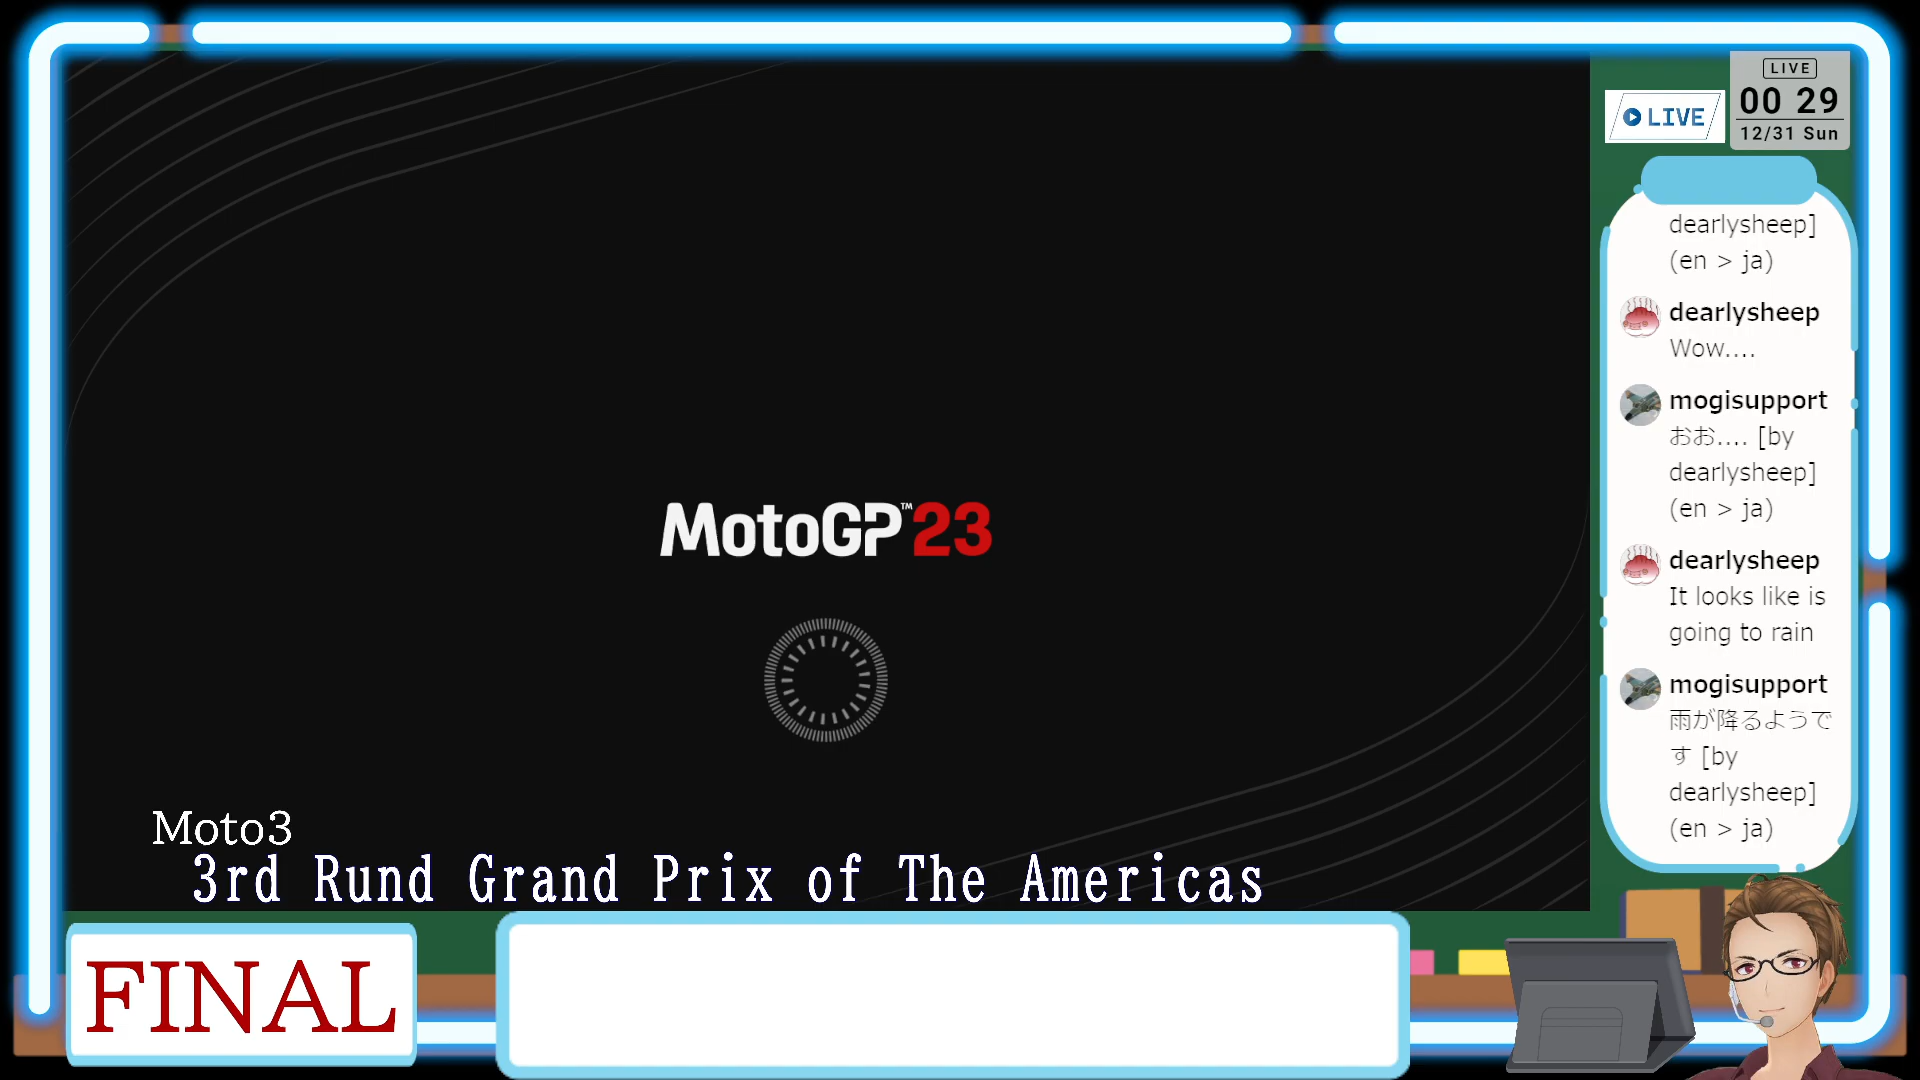 LIVE
LIVE
00 29
12/31 Sun
dearlysheep]
(en > ja)
dearlysheep
Wow....
mogisupport
おお.... [by
dearlysheep]
(en > ja)
dearlysheep
It looks like is
going to rain
mogisupport
雨が降るようで
す [by
dearlysheep]
(en > ja)
MotoGP™23
Moto3
3rd Rund Grand Prix of The Americas
FINAL